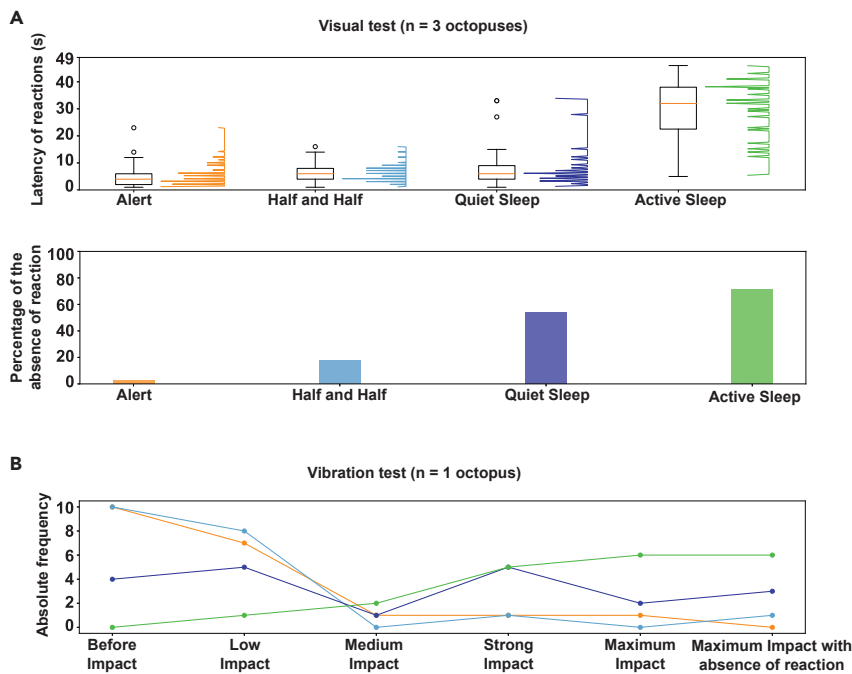 A
Visual test (n = 3 octopuses)
Latency of reactions (s)
49
40
30
20
10
0
Alert
Half and Half
Quiet Sleep
Active Sleep
Percentage of the
absence of reaction
100
80
60
40
20
0
Alert
Half and Half
Quiet Sleep
Active Sleep
B
Vibration test (n = 1 octopus)
Absolute frequency
10
8
6
4
2
0
Before
Impact
Low
Impact
Medium
Impact
Strong
Impact
Maximum
Impact
Maximum Impact with
absence of reaction